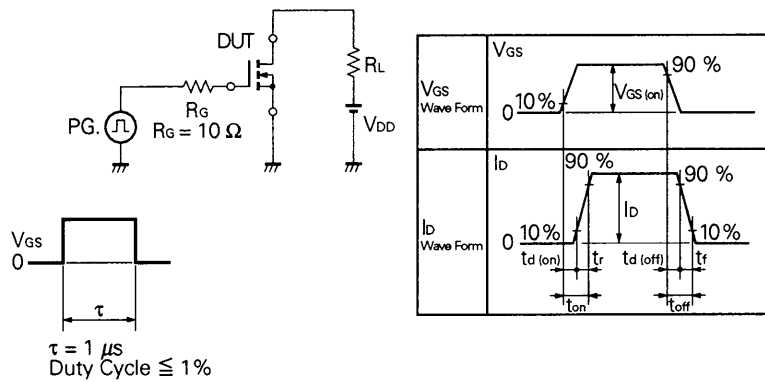 DUT
RL
RG
PG.
RG = 10 Ω
VDD
VGS
0
τ
τ = 1 μs
Duty Cycle ≦ 1%
VGS
Wave Form
VGS
90 %
10%
VGS (on)
0
ID
Wave Form
ID
90 %
90 %
ID
0
10%
10%
td (on)
tr
td (off)
tf
ton
toff